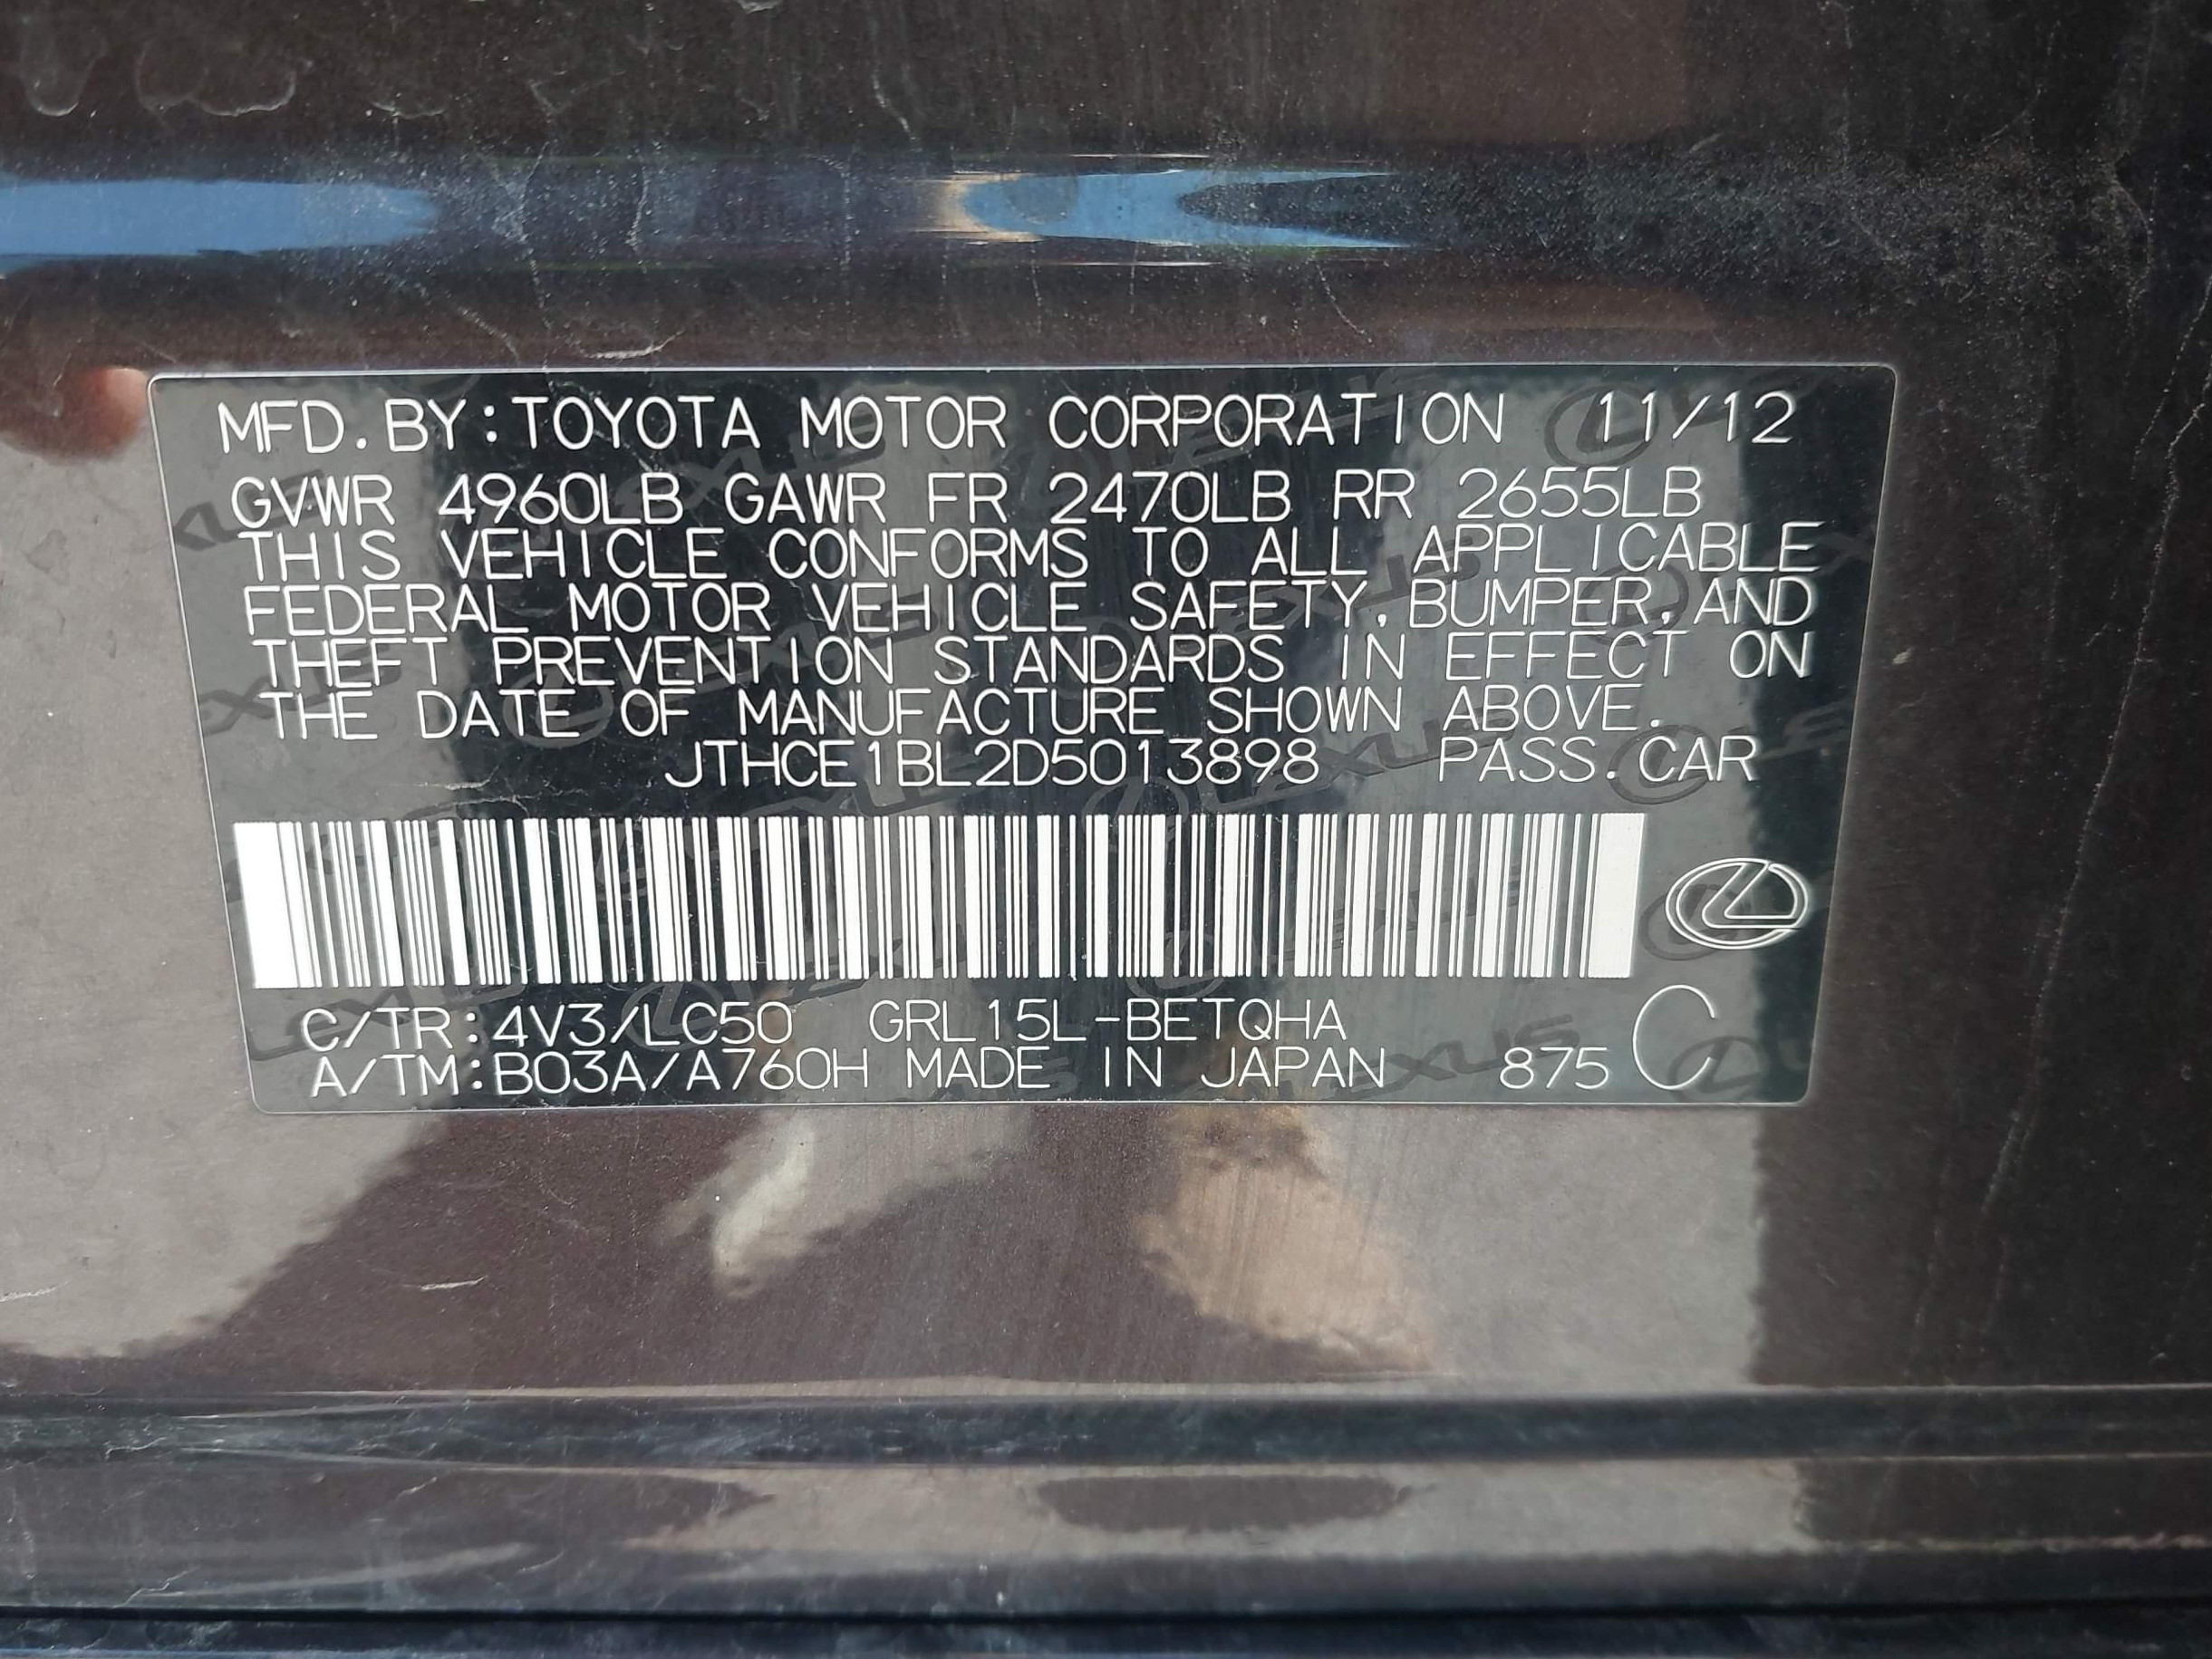 MFD. BY: TOYOTA MOTOR CORPORATION 11/12
GVWR 4960LB GAWR FR 2470LB RR 2655LB
THIS VEHICLE CONFORMS TO ALL APPLICABLE
FEDERAL MOTOR VEHICLE SAFETY, BUMPER, AND
THEFT PREVENTION STANDARDS IN EFFECT ON
THE DATE OF MANUFACTURE SHOWN ABOVE.
JTHCE1BL2D5013898 PASS. CAR
C/TR: 4V3/LC50 GRL15L-BETQHA
A/TM: B03A/A760H MADE IN JAPAN 875 C